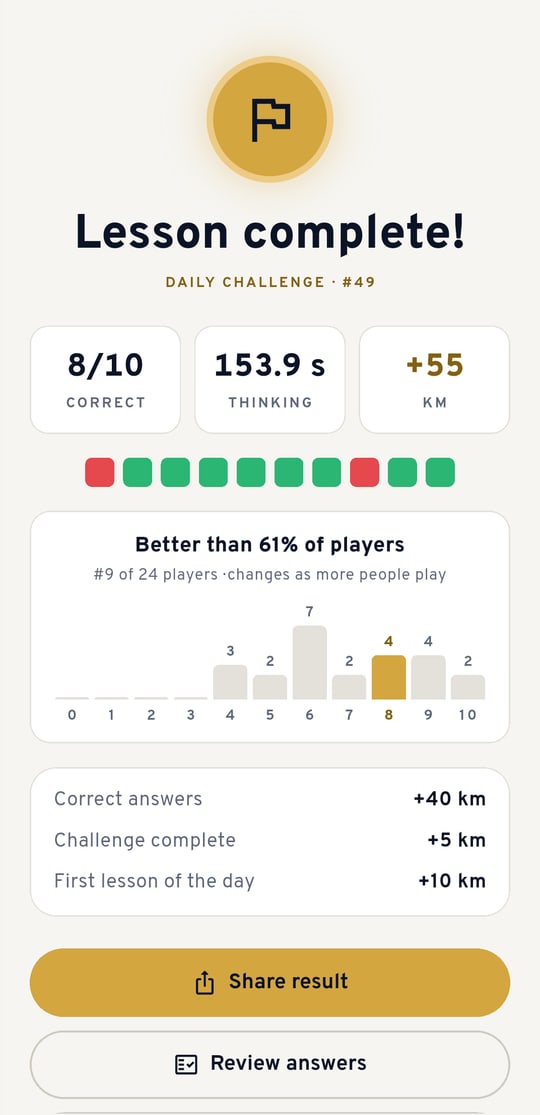 Lesson complete!
DAILY CHALLENGE · #49
8/10 153.9 s +55
CORRECT THINKING KM
Better than 61% of players
#9 of 24 players ·changes as more people play
3 2 7 2 4 4 2
0 1 2 3 4 5 6 7 8 9 10
Correct answers +40 km
Challenge complete +5 km
First lesson of the day +10 km
Share result
Review answers